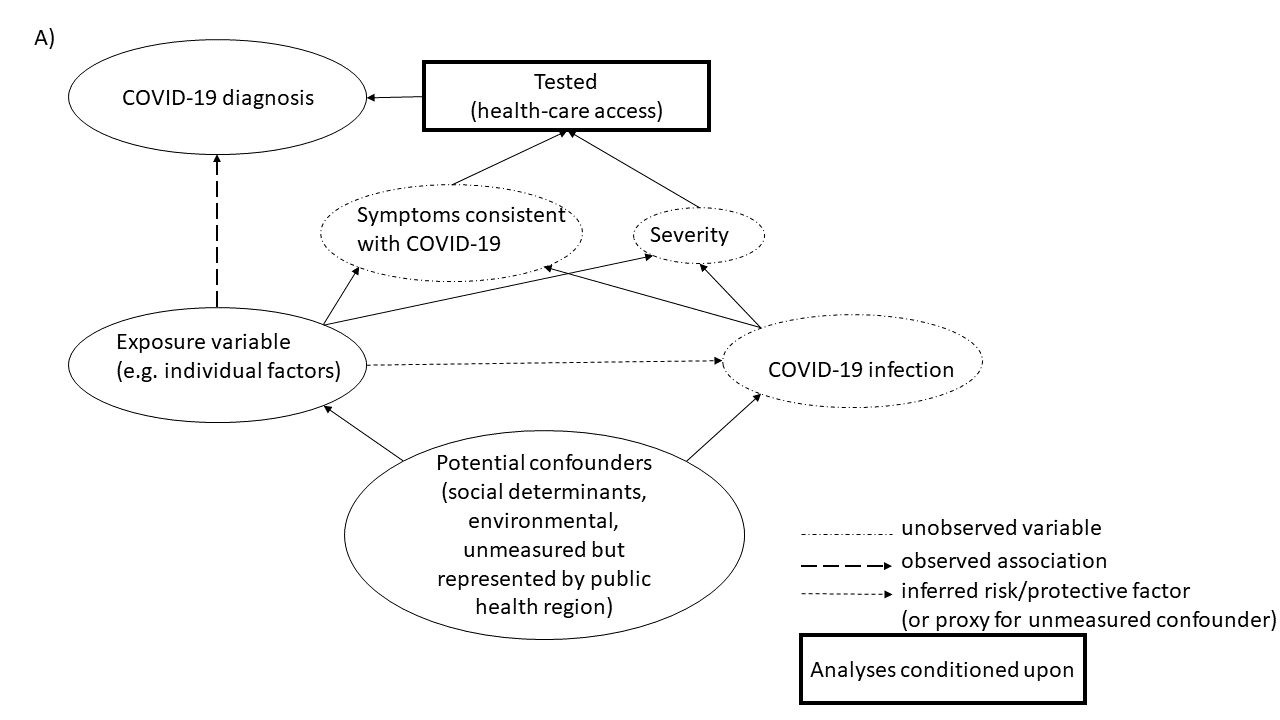 A)
COVID-19 diagnosis
Tested
(health-care access)
Symptoms consistent
with COVID-19
Severity
Exposure variable
(e.g. individual factors)
COVID-19 infection
Potential confounders
(social determinants,
environmental,
unmeasured but
represented by public
health region)
unobserved variable
observed association
inferred risk/protective factor
(or proxy for unmeasured confounder)
Analyses conditioned upon